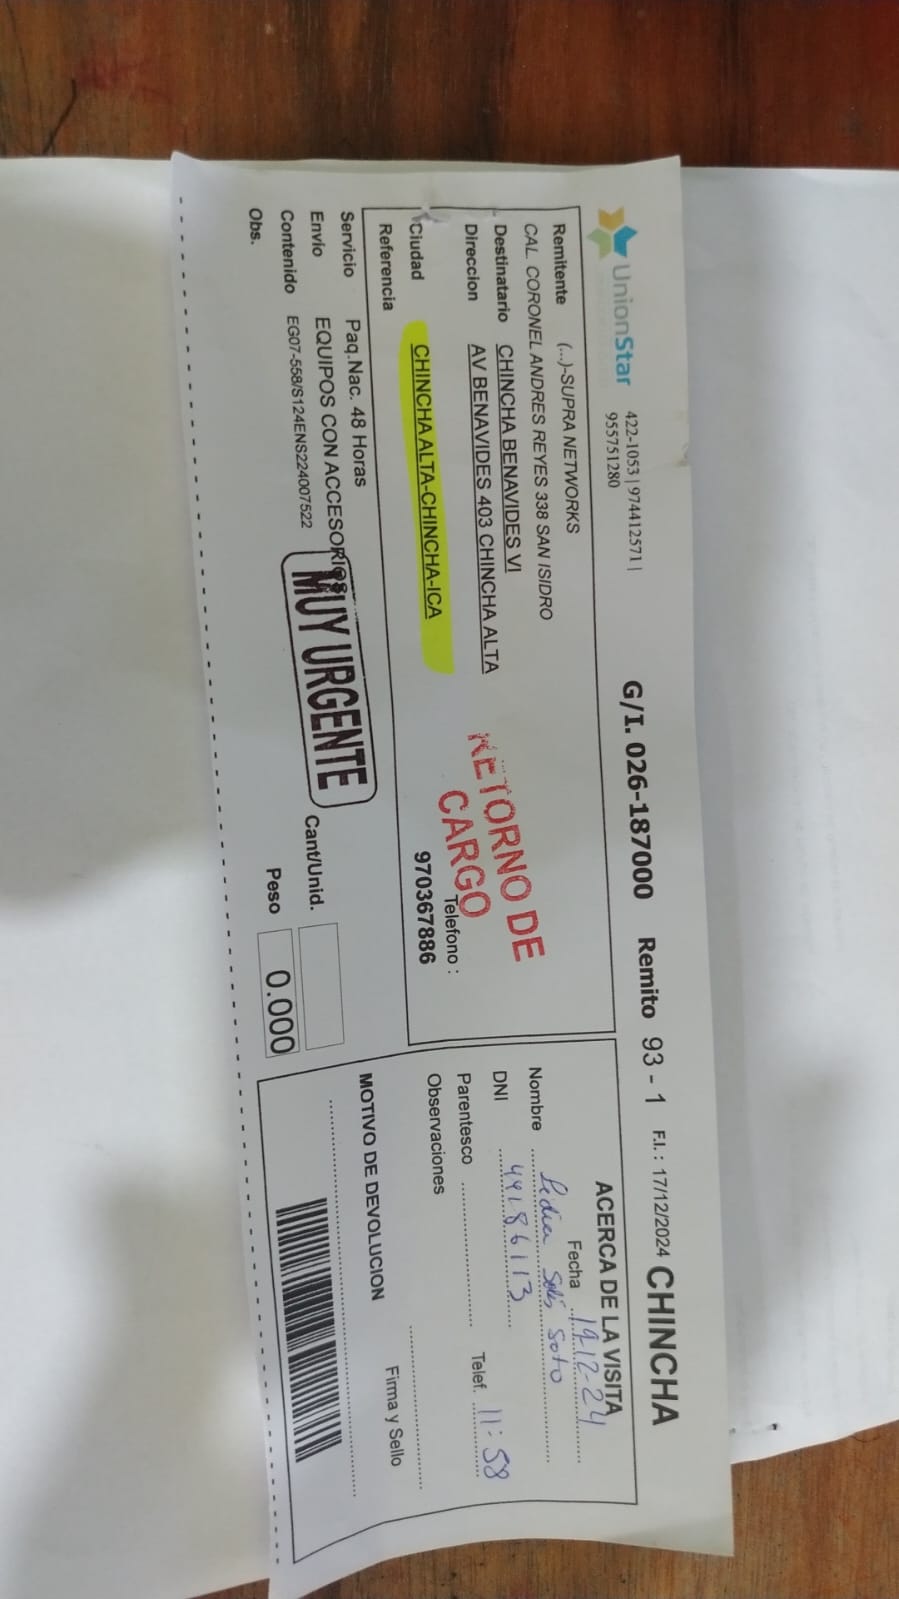 UnionStar
422-1053 | 974412571 |
955751280
G/I. 026-187000 Remito 93 - 1 F.I.: 17/12/2024 CHINCHA
Remitente (...)-SUPRA NETWORKS
CAL. CORONEL ANDRES REYES 338 SAN ISIDRO
Destinatario CHINCHA BENAVIDES VI
Direccion AV BENAVIDES 403 CHINCHA ALTA
Ciudad CHINCHA ALTA-CHINCHA-ICA
Telefono :
970367886
Referencia
RETORNO DE
CARGO
Servicio Paq.Nac. 48 Horas
Envio EQUIPOS CON ACCESORIOS
Contenido EG07-558/S124ENS224007522
Obs.
MUY URGENTE
Cant/Unid.
Peso 0.000
ACERCA DE LA VISITA
Fecha 19-12-24
Nombre Soto
DNI
Parentesco Telef. 11:58
Observaciones
Firma y Sello
MOTIVO DE DEVOLUCION